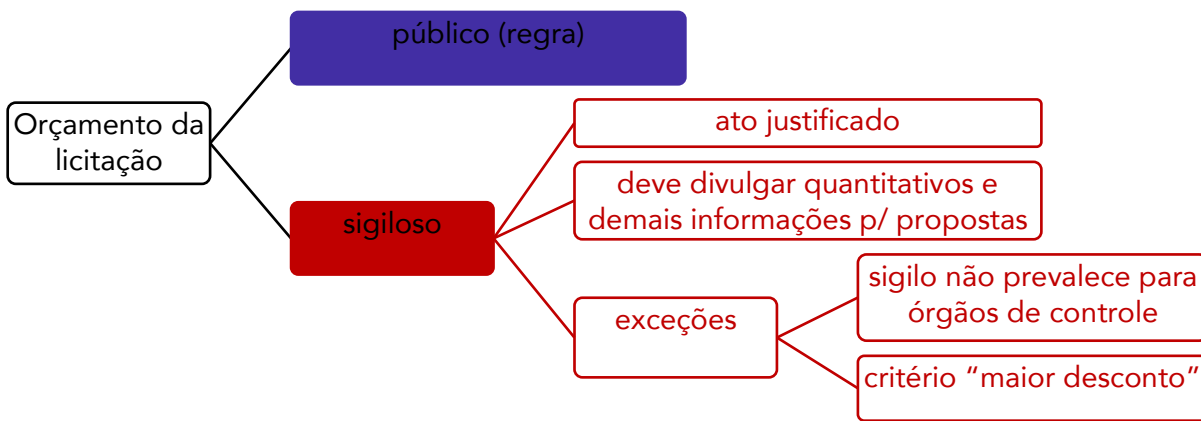 público (regra)
Orçamento da
licitação
sigiloso
ato justificado
deve divulgar quantitativos e
demais informações p/ propostas
exceções
sigilo não prevalece para
órgãos de controle
critério “maior desconto”